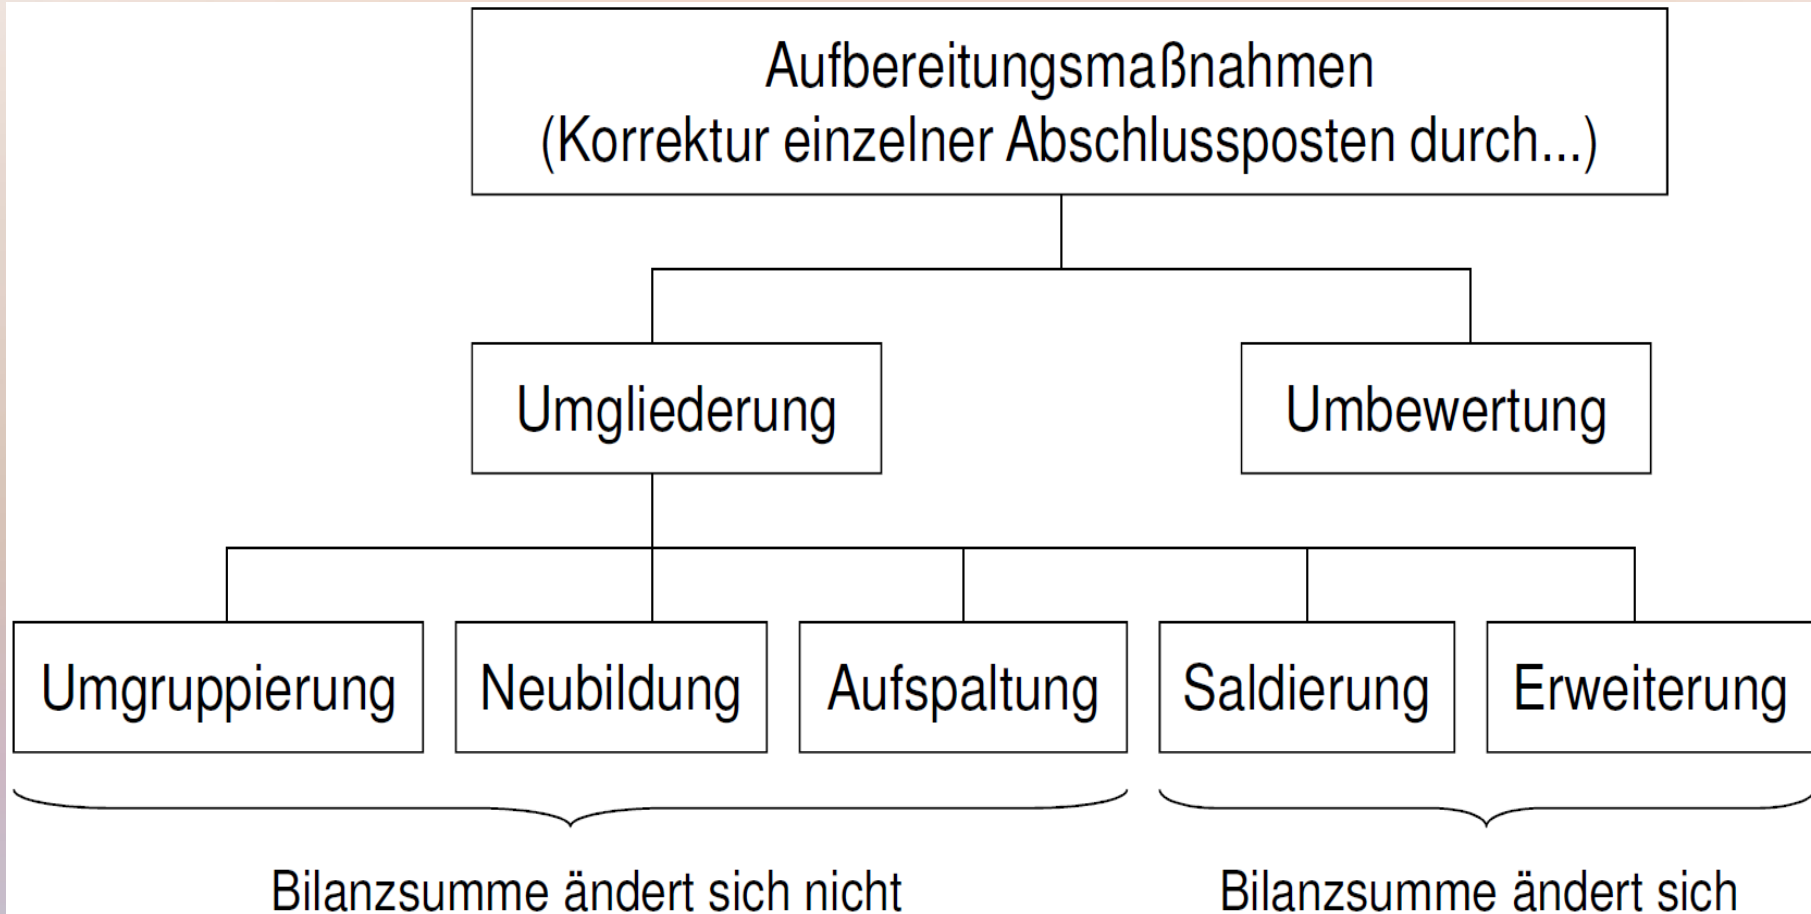 Aufbereitungsmaßnahmen
(Korrektur einzelner Abschlussposten durch...)
Umgliederung
Umbewertung
Umgruppierung
Neubildung
Aufspaltung
Saldierung
Erweiterung
Bilanzsumme ändert sich nicht
Bilanzsumme ändert sich